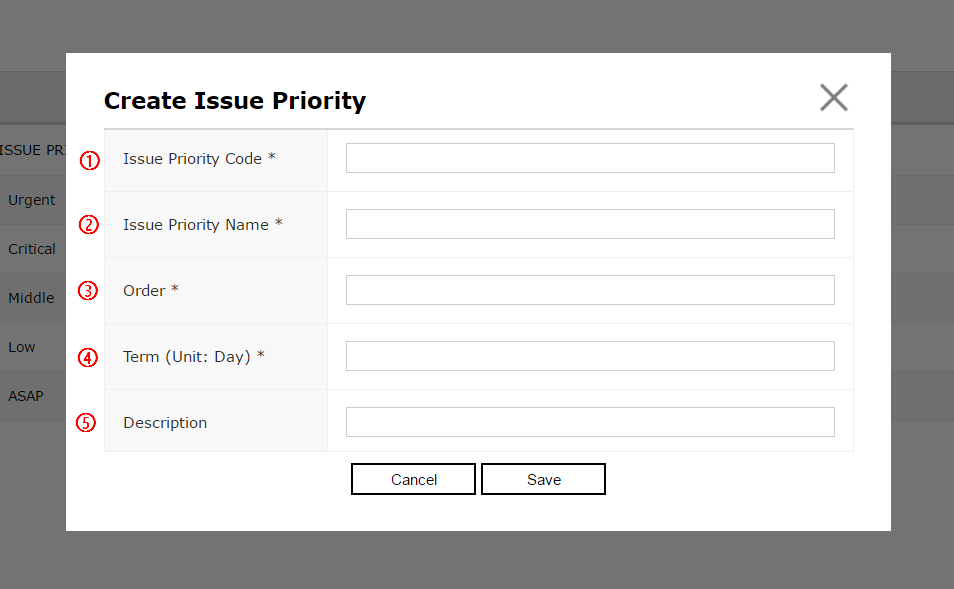 Create Issue Priority
ISSUE PRI
① Issue Priority Code *
Urgent
② Issue Priority Name *
Critical
③ Order *
Middle
Low
④ Term (Unit: Day) *
ASAP
⑤ Description
Cancel Save